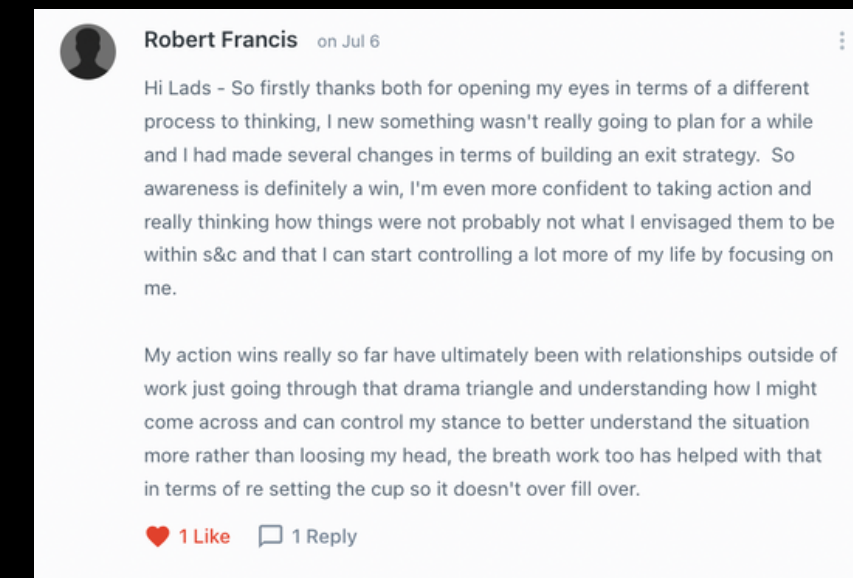 Robert Francis on Jul 6
Hi Lads - So firstly thanks both for opening my eyes in terms of a different
process to thinking, I new something wasn't really going to plan for a while
and I had made several changes in terms of building an exit strategy.  So
awareness is definitely a win, I'm even more confident to taking action and
really thinking how things were not probably not what I envisaged them to be
within s&c and that I can start controlling a lot more of my life by focusing on
me.
My action wins really so far have ultimately been with relationships outside of
work just going through that drama triangle and understanding how I might
come across and can control my stance to better understand the situation
more rather than loosing my head, the breath work too has helped with that
in terms of re setting the cup so it doesn't over fill over.
1 Like 1 Reply